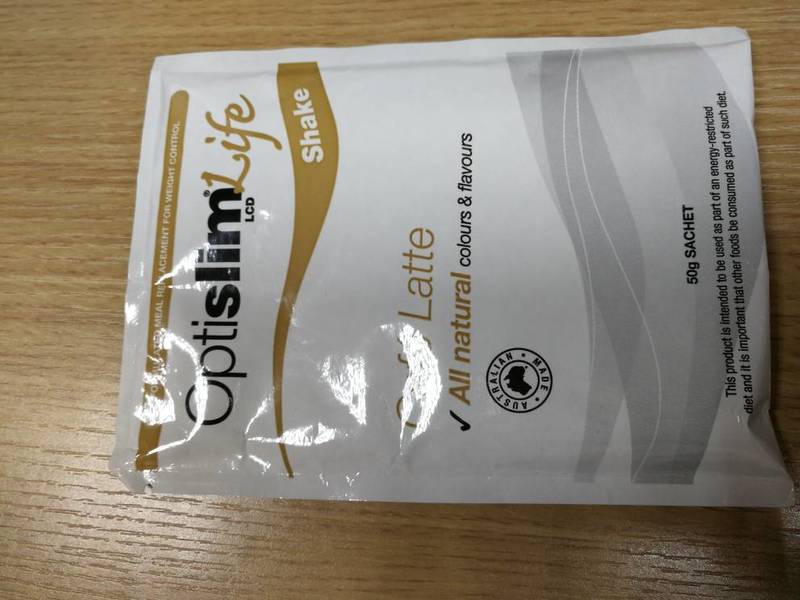 MEAL REPLACEMENT FOR WEIGHT CONTROL
Optislim® Life
LCD
Shake
Latte
✓ All natural colours & flavours
AUSTRALIAN • MADE •
50g SACHET
This product is intended to be used as part of an energy-restricted
diet and it is important that other foods be consumed as part of such diet.